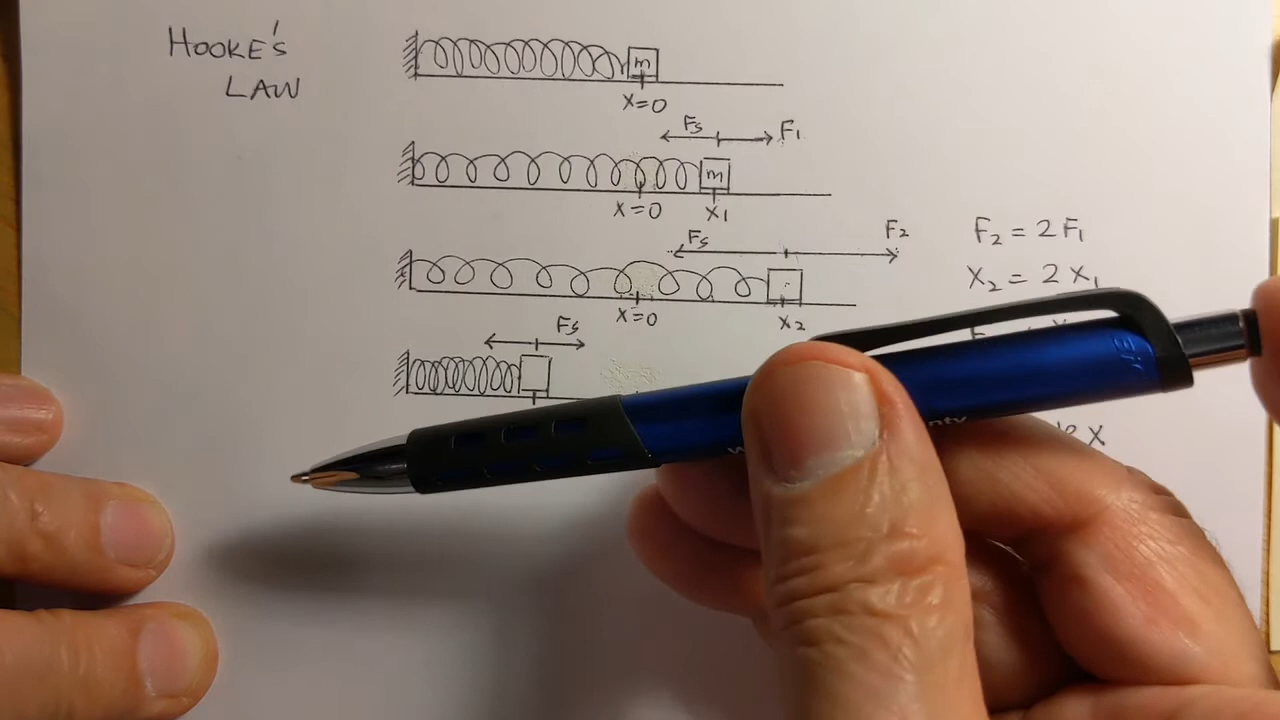 HOOKE'S
LAW
m
x=0
Fs F1
m
x=0 x1
Fs F2
x=0 x2
Fs
F2 = 2F1
x2 = 2x1
x